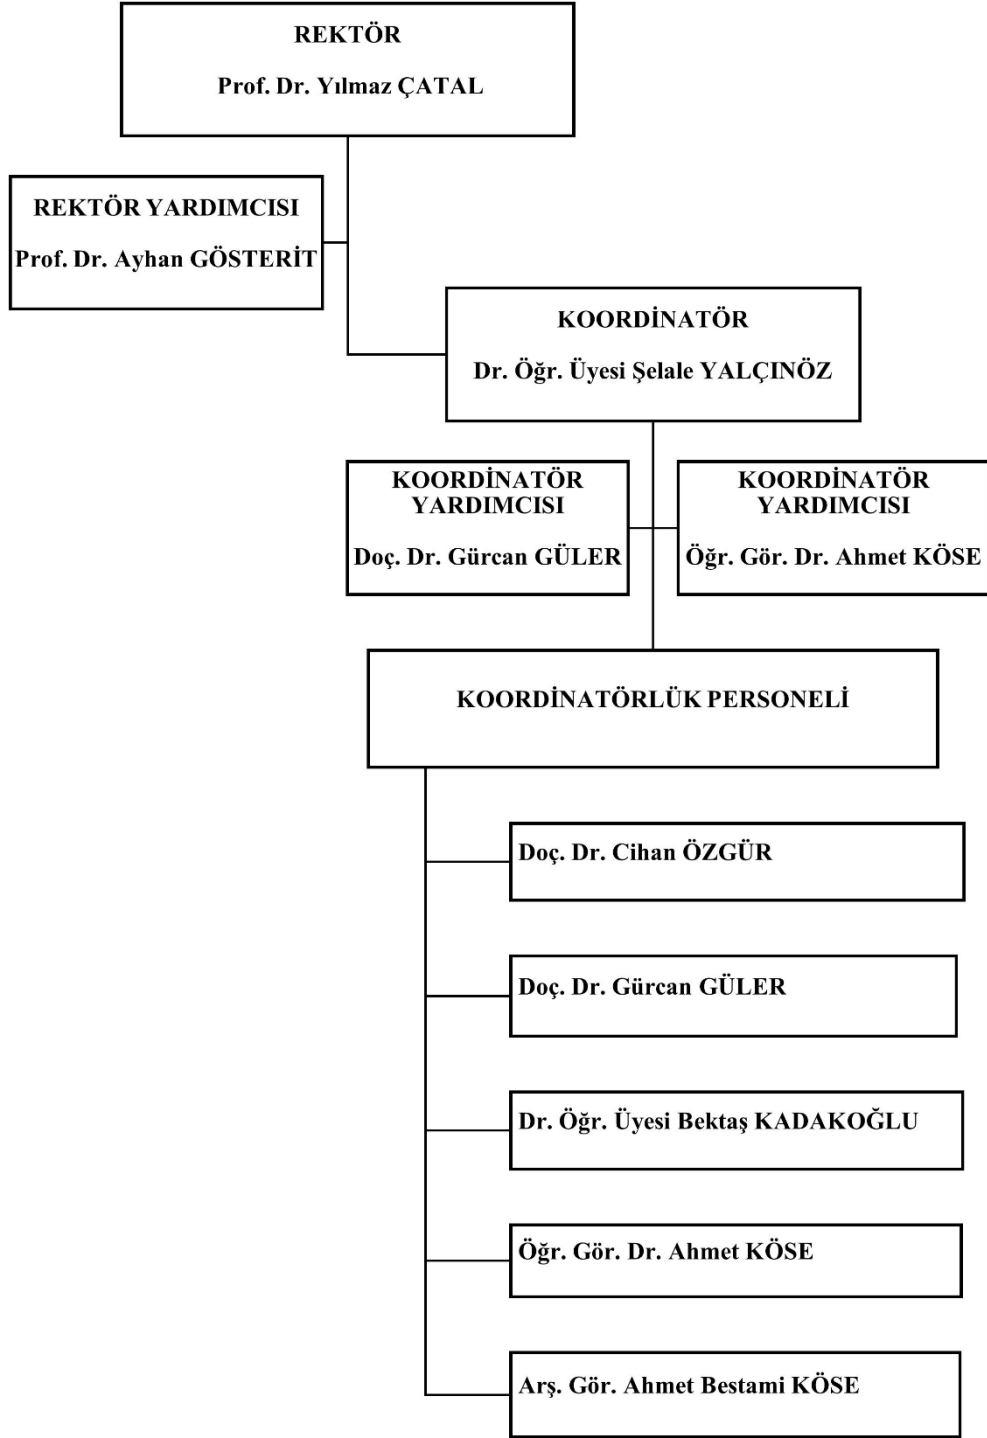 REKTÖR
Prof. Dr. Yılmaz ÇATAL
REKTÖR YARDIMCISI
Prof. Dr. Ayhan GÖSTERİT
KOORDİNATÖR
Dr. Öğr. Üyesi Şelale YALÇINÖZ
KOORDİNATÖR
YARDIMCISI
Doç. Dr. Gürcan GÜLER
KOORDİNATÖR
YARDIMCISI
Öğr. Gör. Dr. Ahmet KÖSE
KOORDİNATÖRLÜK PERSONELİ
Doç. Dr. Cihan ÖZGÜR
Doç. Dr. Gürcan GÜLER
Dr. Öğr. Üyesi Bektaş KADAKOĞLU
Öğr. Gör. Dr. Ahmet KÖSE
Arş. Gör. Ahmet Bestami KÖSE